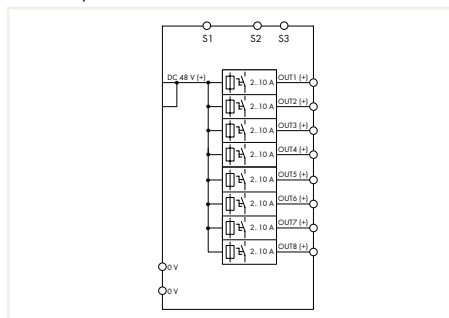 S1 S2 S3
DC 48 V (+)
2..10 A OUT1 (+)
2..10 A OUT2 (+)
2..10 A OUT3 (+)
2..10 A OUT4 (+)
2..10 A OUT5 (+)
2..10 A OUT6 (+)
2..10 A OUT7 (+)
2..10 A OUT8 (+)
0 V
0 V